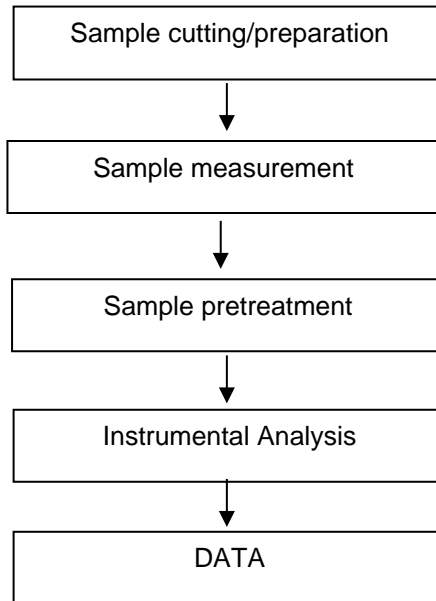 Sample cutting/preparation
Sample measurement
Sample pretreatment
Instrumental Analysis
DATA